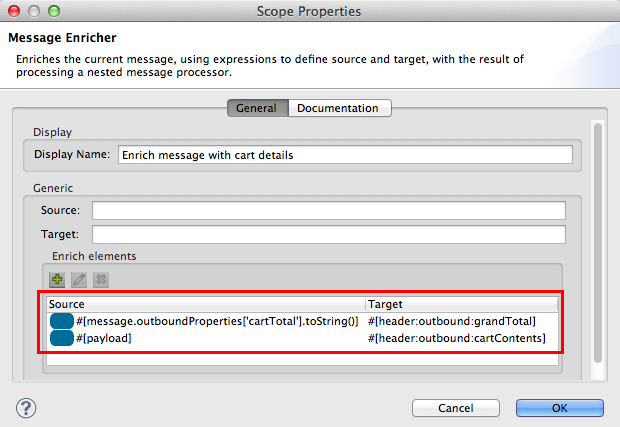 Scope Properties
Message Enricher
Enriches the current message, using expressions to define source and target, with the result of
processing a nested message processor.
General Documentation
Display
Display Name: Enrich message with cart details
Generic
Source:
Target:
Enrich elements
Source Target
#[message.outboundProperties['cartTotal'].toString()] #[header:outbound:grandTotal]
#[payload] #[header:outbound:cartContents]
? Cancel OK